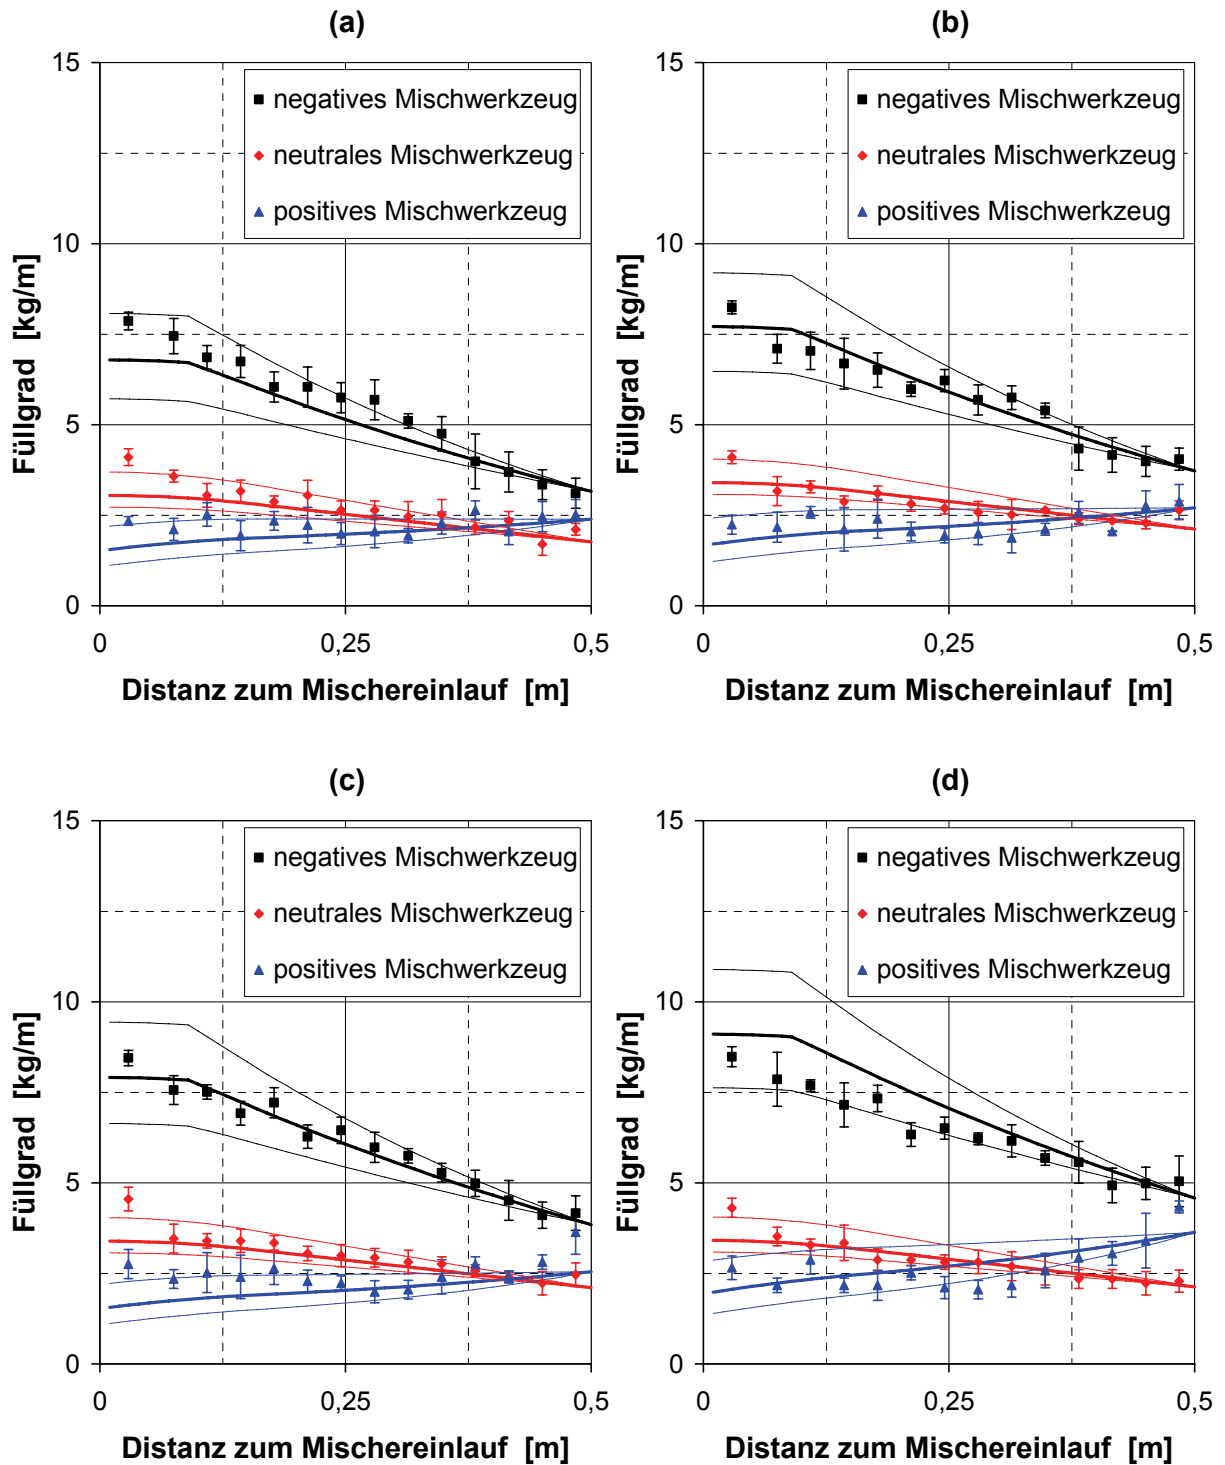 (a)
15
10
5
0
Füllgrad [kg/m]
negatives Mischwerkzeug
neutrales Mischwerkzeug
positives Mischwerkzeug
0
0,25
0,5
Distanz zum Mischereinlauf [m]
(b)
15
10
5
0
Füllgrad [kg/m]
negatives Mischwerkzeug
neutrales Mischwerkzeug
positives Mischwerkzeug
0
0,25
0,5
Distanz zum Mischereinlauf [m]
(c)
15
10
5
0
Füllgrad [kg/m]
negatives Mischwerkzeug
neutrales Mischwerkzeug
positives Mischwerkzeug
0
0,25
0,5
Distanz zum Mischereinlauf [m]
(d)
15
10
5
0
Füllgrad [kg/m]
negatives Mischwerkzeug
neutrales Mischwerkzeug
positives Mischwerkzeug
0
0,25
0,5
Distanz zum Mischereinlauf [m]